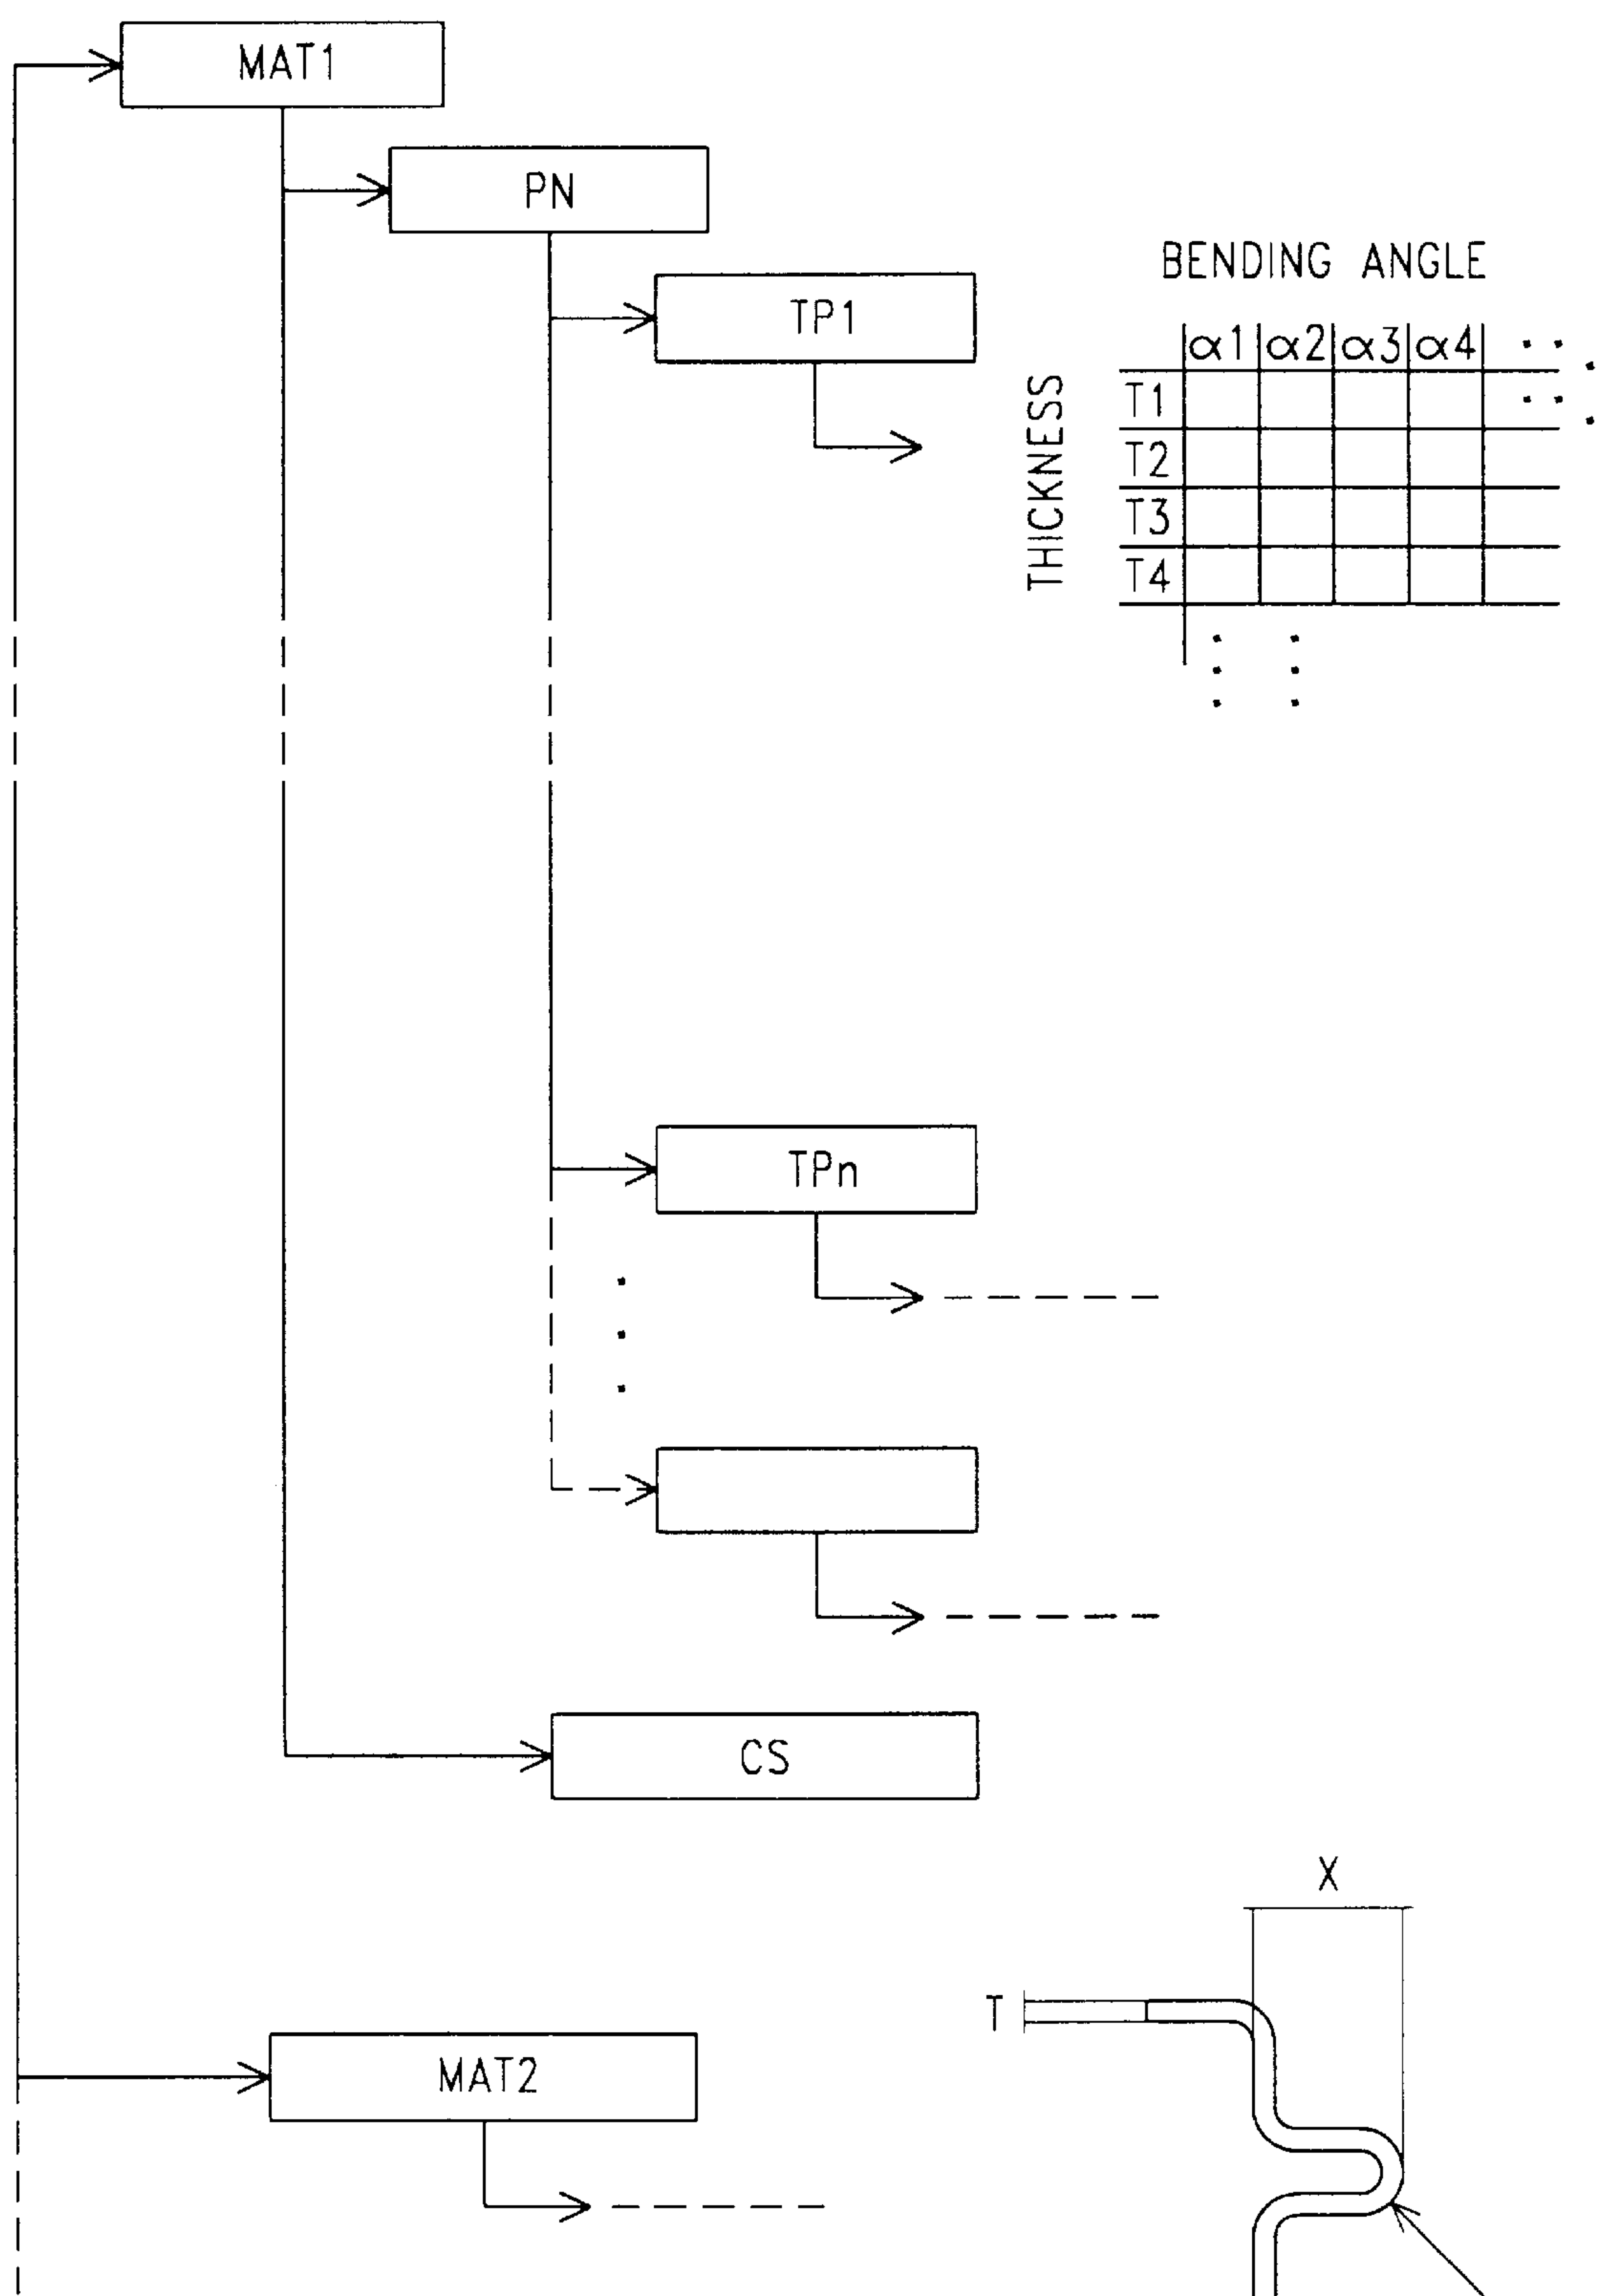 MAT1
PN
TP1
BENDING ANGLE
α1 α2 α3 α4
THICKNESS
T1
T2
T3
T4
TPn
CS
X
T
MAT2